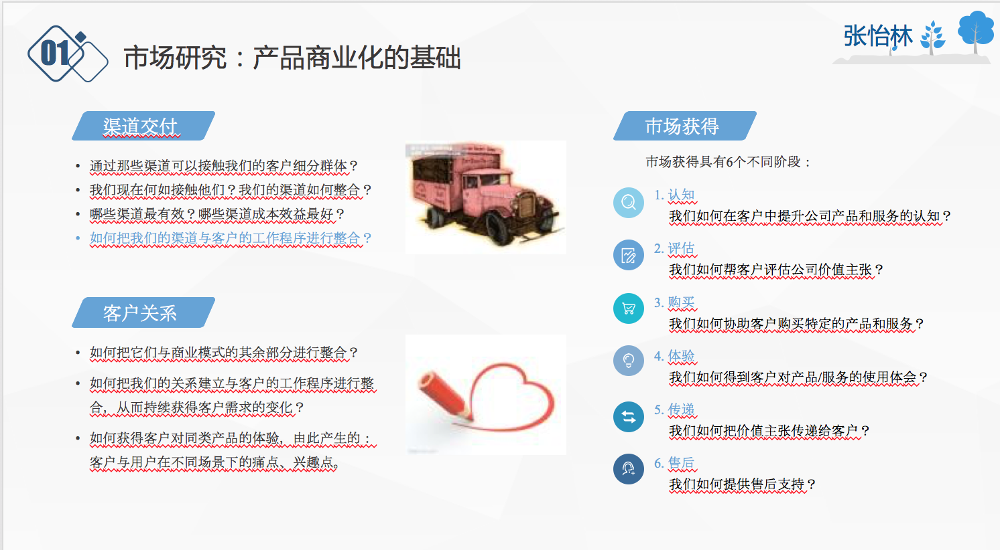 01
市场研究：产品商业化的基础
张怡林
渠道交付
• 通过那些渠道可以接触我们的客户细分群体？
• 我们现在何如接触他们？我们的渠道如何整合？
• 哪些渠道最有效？哪些渠道成本效益最好？
• 如何把我们的渠道与客户的工作程序进行整合？
客户关系
• 如何把它们与商业模式的其余部分进行整合？
• 如何把我们的关系建立与客户的工作程序进行整
合，从而持续获得客户需求的变化？
• 如何获得客户对同类产品的体验，由此产生的：
客户与用户在不同场景下的痛点、兴趣点。
市场获得
市场获得具有6个不同阶段：
1. 认知
我们如何在客户中提升公司产品和服务的认知？
2. 评估
我们如何帮客户评估公司价值主张？
3. 购买
我们如何协助客户购买特定的产品和服务？
4. 体验
我们如何得到客户对产品/服务的使用体会？
5. 传递
我们如何把价值主张传递给客户？
6. 售后
我们如何提供售后支持？